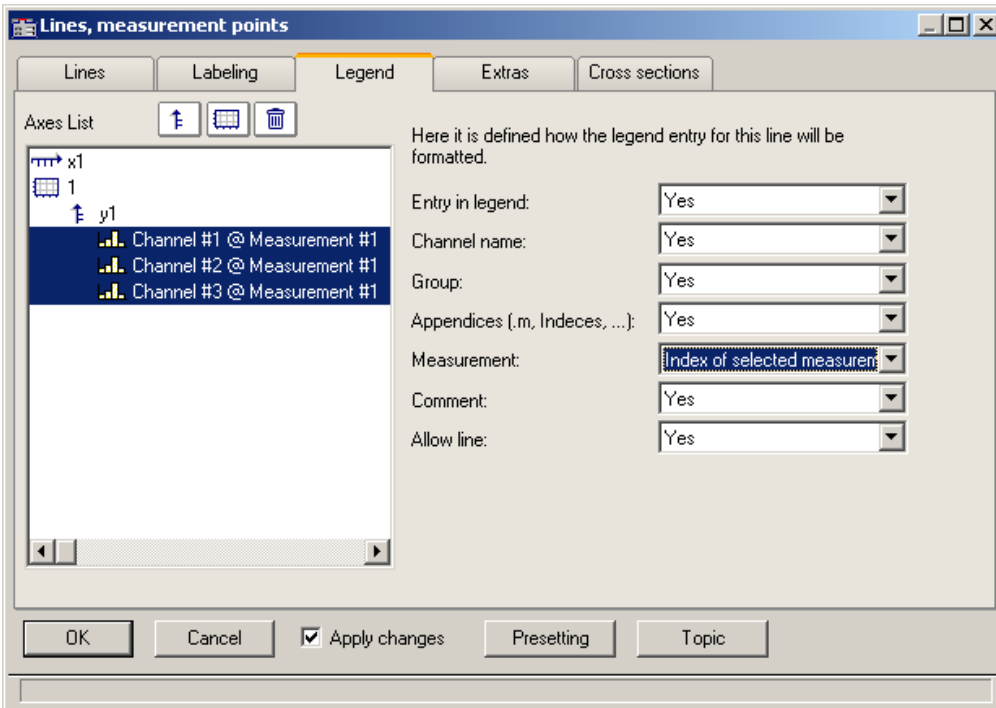 Lines, measurement points
Lines
Labeling
Legend
Extras
Cross sections
Axes List
x1
1
y1
Channel #1 @ Measurement #1
Channel #2 @ Measurement #1
Channel #3 @ Measurement #1
Here it is defined how the legend entry for this line will be
formatted.
Entry in legend: Yes
Channel name: Yes
Group: Yes
Appendices (.m, Indeces, ...): Yes
Measurement: Index of selected measuren
Comment: Yes
Allow line: Yes
OK
Cancel
Apply changes
Presetting
Topic